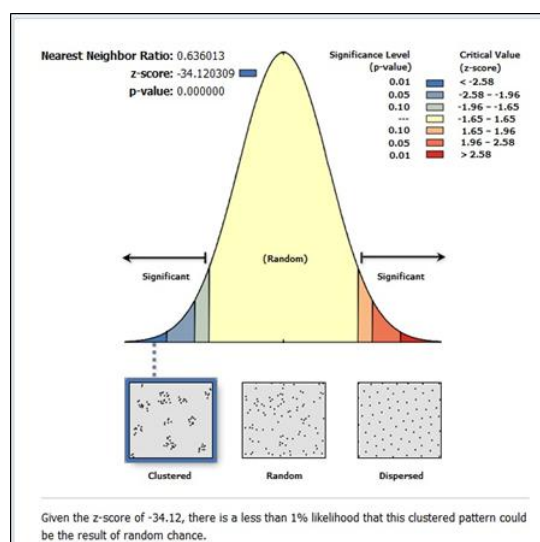 Nearest Neighbor Ratio: 0.636013
z-score: -34.120309
p-value: 0.000000
Significance Level (p-value)
Critical Value (z-score)
0.01 < -2.58
0.05 -2.58 – -1.96
0.10 -1.96 – -1.65
--- -1.65 – 1.65
0.10 1.65 – 1.96
0.05 1.96 – 2.58
0.01 > 2.58
Significant
(Random)
Significant
Clustered
Random
Dispersed
Given the z-score of -34.12, there is a less than 1% likelihood that this clustered pattern could
be the result of random chance.